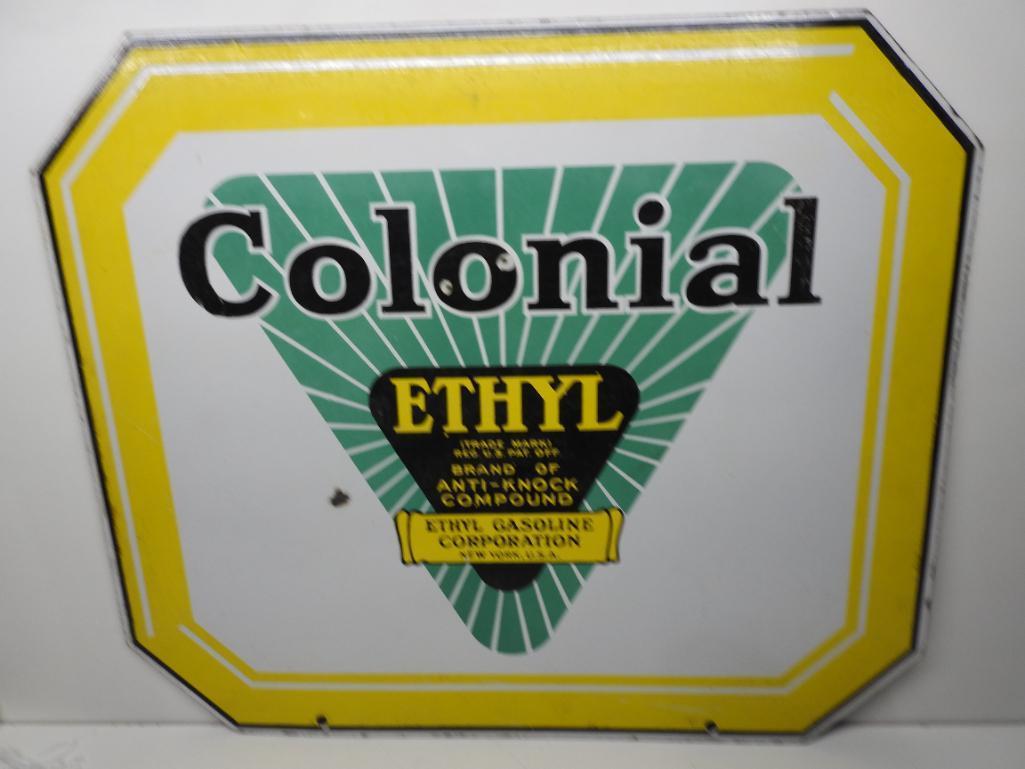 Colonial
ETHYL
(TRADE MARK)
REG. U.S. PAT. OFF.
BRAND OF
ANTI-KNOCK
COMPOUND
ETHYL GASOLINE
CORPORATION
NEW YORK, U.S.A.